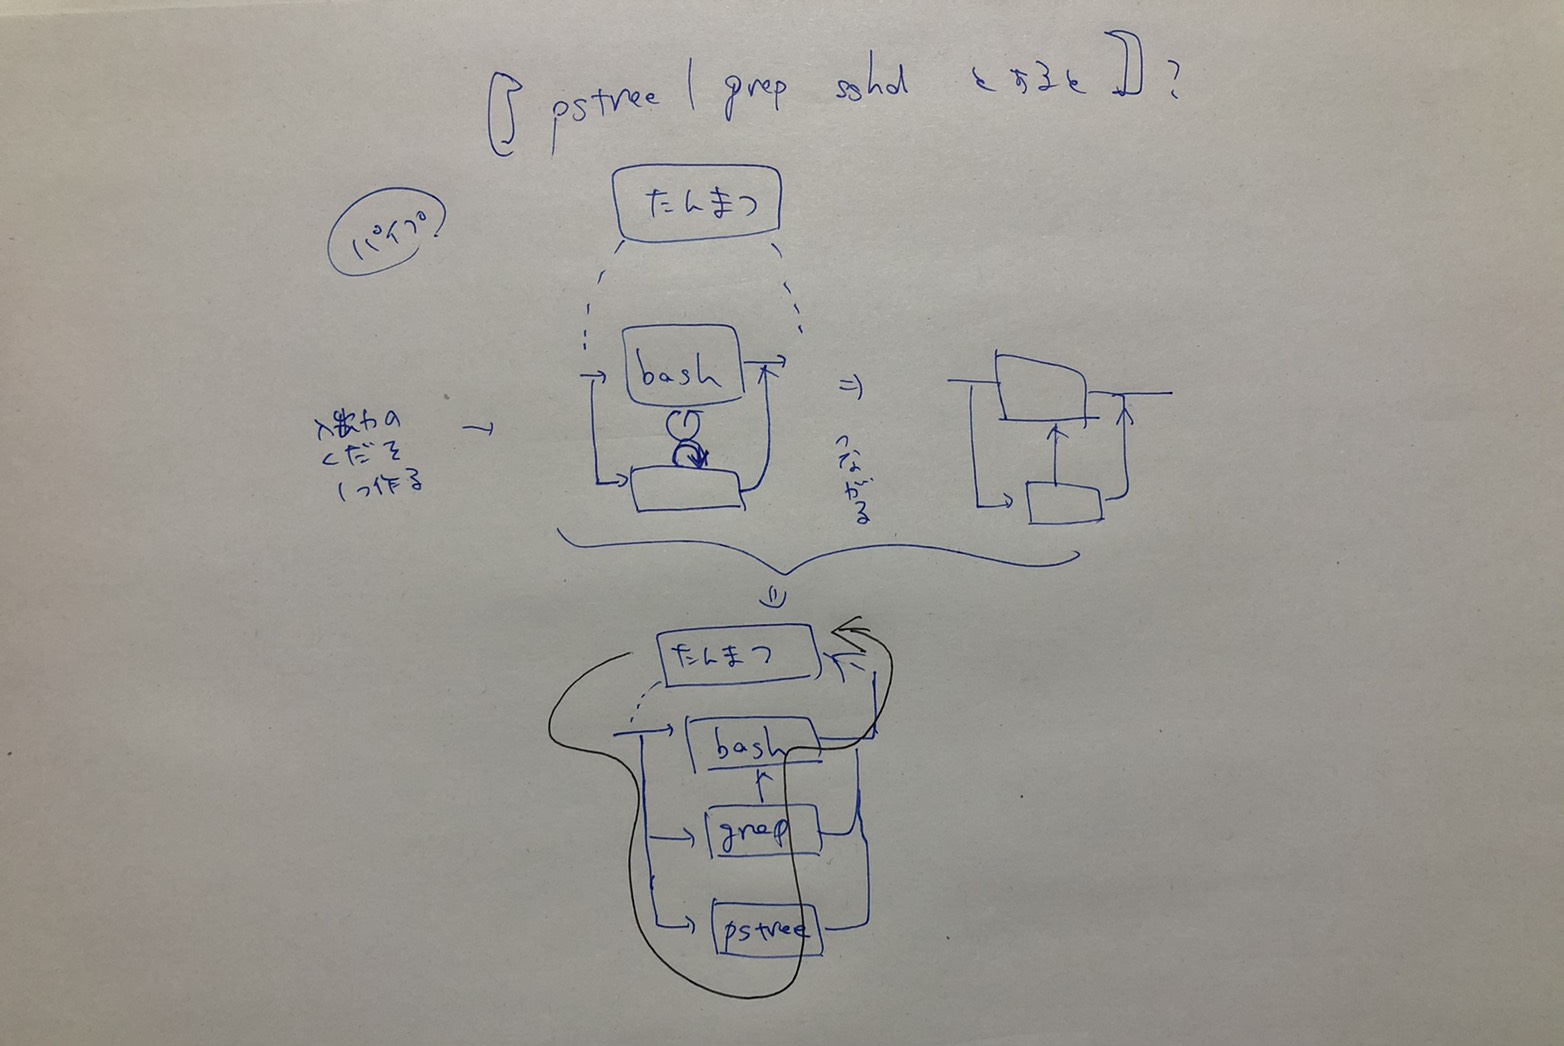 『pstree | grep sshd とすると』?
パイプ
たんまつ
bash
入出力の
くだを
1つ作る
→
⇒
つながる
たんまつ
bash
grep
pstree